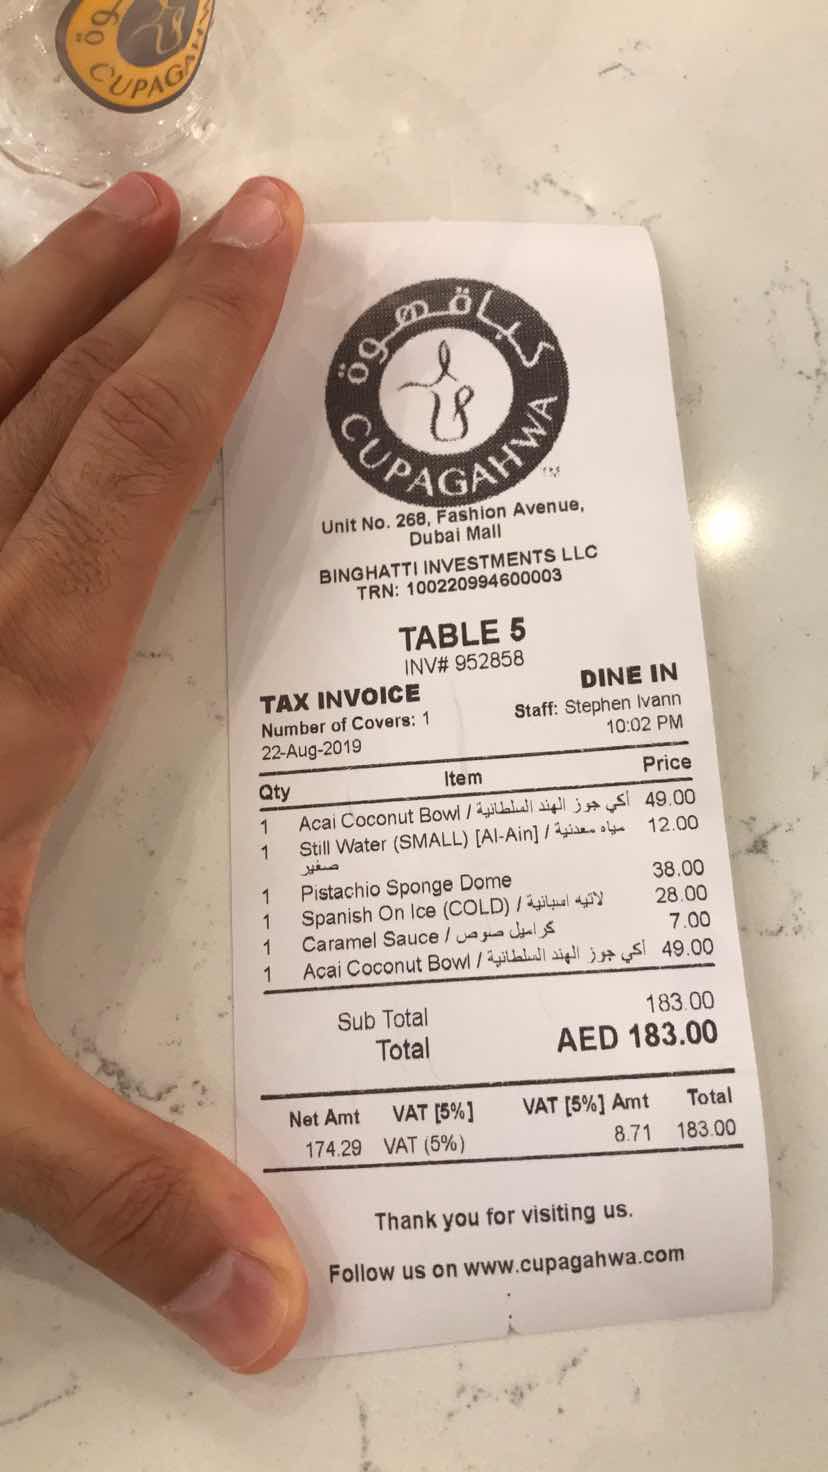 CUPAGA
كباقهوة
CUPAGAHWA
TM
Unit No. 268, Fashion Avenue,
Dubai Mall
BINGHATTI INVESTMENTS LLC
TRN: 100220994600003
TABLE 5
INV# 952858
TAX INVOICE DINE IN
Number of Covers: 1 Staff: Stephen Ivann
22-Aug-2019 10:02 PM
Qty Item Price
1 Acai Coconut Bowl / أكي جوز الهند السلطانية 49.00
1 Still Water (SMALL) [Al-Ain] / مياه معدنية 12.00
صغير
1 Pistachio Sponge Dome 38.00
1 Spanish On Ice (COLD) / لاتيه اسبانية 28.00
1 Caramel Sauce / كراميل صوص 7.00
1 Acai Coconut Bowl / أكي جوز الهند السلطانية 49.00
Sub Total 183.00
Total AED 183.00
Net Amt VAT [5%] VAT [5%] Amt Total
174.29 VAT (5%) 8.71 183.00
Thank you for visiting us.
Follow us on www.cupagahwa.com